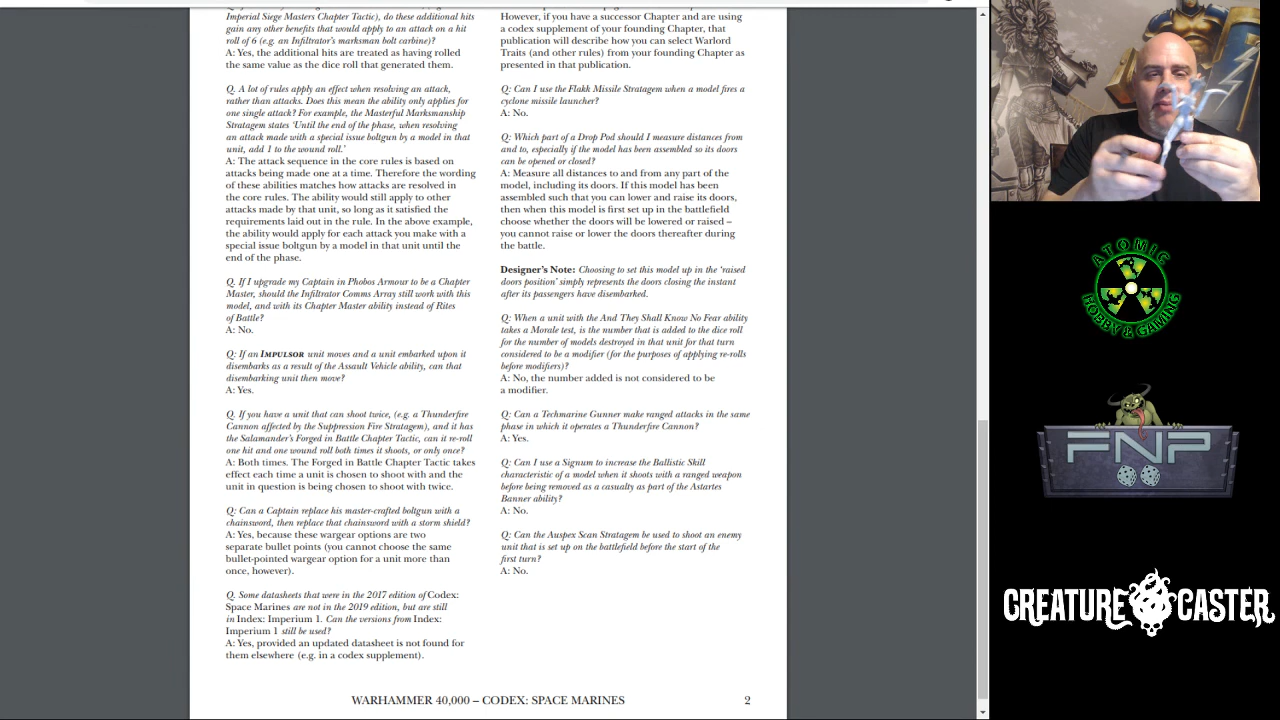 Imperial Siege Masters Chapter Tactic), do these additional hits
gain any other benefits that would apply to an attack on a hit
roll of 6 (e.g. an Infiltrator's marksman bolt carbine)?
A: Yes, the additional hits are treated as having rolled
the same value as the dice roll that generated them.
Q. A lot of rules apply an effect when resolving an attack,
rather than attacks. Does this mean the ability only applies for
one single attack? For example, the Masterful Marksmanship
Stratagem states ‘Until the end of the phase, when resolving
an attack made with a special issue boltgun by a model in that
unit, add 1 to the wound roll.’
A: The attack sequence in the core rules is based on
attacks being made one at a time. Therefore the wording
of these abilities matches how attacks are resolved in
the core rules. The ability would still apply to other
attacks made by that unit, so long as it satisfied the
requirements laid out in the rule. In the above example,
the ability would apply for each attack you make with a
special issue boltgun by a model in that unit until the
end of the phase.
Q. If I upgrade my Captain in Phobos Armour to be a Chapter
Master, should the Infiltrator Comms Array still work with this
model, and with its Chapter Master ability instead of Rites
of Battle?
A: No.
Q: If an IMPULSOR unit moves and a unit embarked upon it
disembarks as a result of the Assault Vehicle ability, can that
disembarking unit then move?
A: Yes.
Q. If you have a unit that can shoot twice, (e.g. a Thunderfire
Cannon affected by the Suppression Fire Stratagem), and it has
the Salamander's Forged in Battle Chapter Tactic, can it re-roll
one hit and one wound roll both times it shoots, or only once?
A: Both times. The Forged in Battle Chapter Tactic takes
effect each time a unit is chosen to shoot with and the
unit in question is being chosen to shoot with twice.
Q: Can a Captain replace his master-crafted boltgun with a
chainsword, then replace that chainsword with a storm shield?
A: Yes, because these wargear options are two
separate bullet points (you cannot choose the same
bullet-pointed wargear option for a unit more than
once, however).
Q. Some datasheets that were in the 2017 edition of Codex:
Space Marines are not in the 2019 edition, but are still
in Index: Imperium 1. Can the versions from Index:
Imperium 1 still be used?
A: Yes, provided an updated datasheet is not found for
them elsewhere (e.g. in a codex supplement).
However, if you have a successor Chapter and are using
a codex supplement of your founding Chapter, that
publication will describe how you can select Warlord
Traits (and other rules) from your founding Chapter as
presented in that publication.
Q: Can I use the Flakk Missile Stratagem when a model fires a
cyclone missile launcher?
A: No.
Q: Which part of a Drop Pod should I measure distances from
and to, especially if the model has been assembled so its doors
can be opened or closed?
A: Measure all distances to and from any part of the
model, including its doors. If this model has been
assembled such that you can lower and raise its doors,
then when this model is first set up in the battlefield
choose whether the doors will be lowered or raised –
you cannot raise or lower the doors thereafter during
the battle.
Designer's Note: Choosing to set this model up in the ‘raised
doors position’ simply represents the doors closing the instant
after its passengers have disembarked.
Q: When a unit with the And They Shall Know No Fear ability
takes a Morale test, is the number that is added to the dice roll
for the number of models destroyed in that unit for that turn
considered to be a modifier (for the purposes of applying re-rolls
before modifiers)?
A: No, the number added is not considered to be
a modifier.
Q: Can a Techmarine Gunner make ranged attacks in the same
phase in which it operates a Thunderfire Cannon?
A: Yes.
Q: Can I use a Signum to increase the Ballistic Skill
characteristic of a model when it shoots with a ranged weapon
before being removed as a casualty as part of the Astartes
Banner ability?
A: No.
Q: Can the Auspex Scan Stratagem be used to shoot an enemy
unit that is set up on the battlefield before the start of the
first turn?
A: No.
WARHAMMER 40,000 – CODEX: SPACE MARINES 2
ATOMIC
HOBBY & GAMING
FNP
CREATURE CASTER